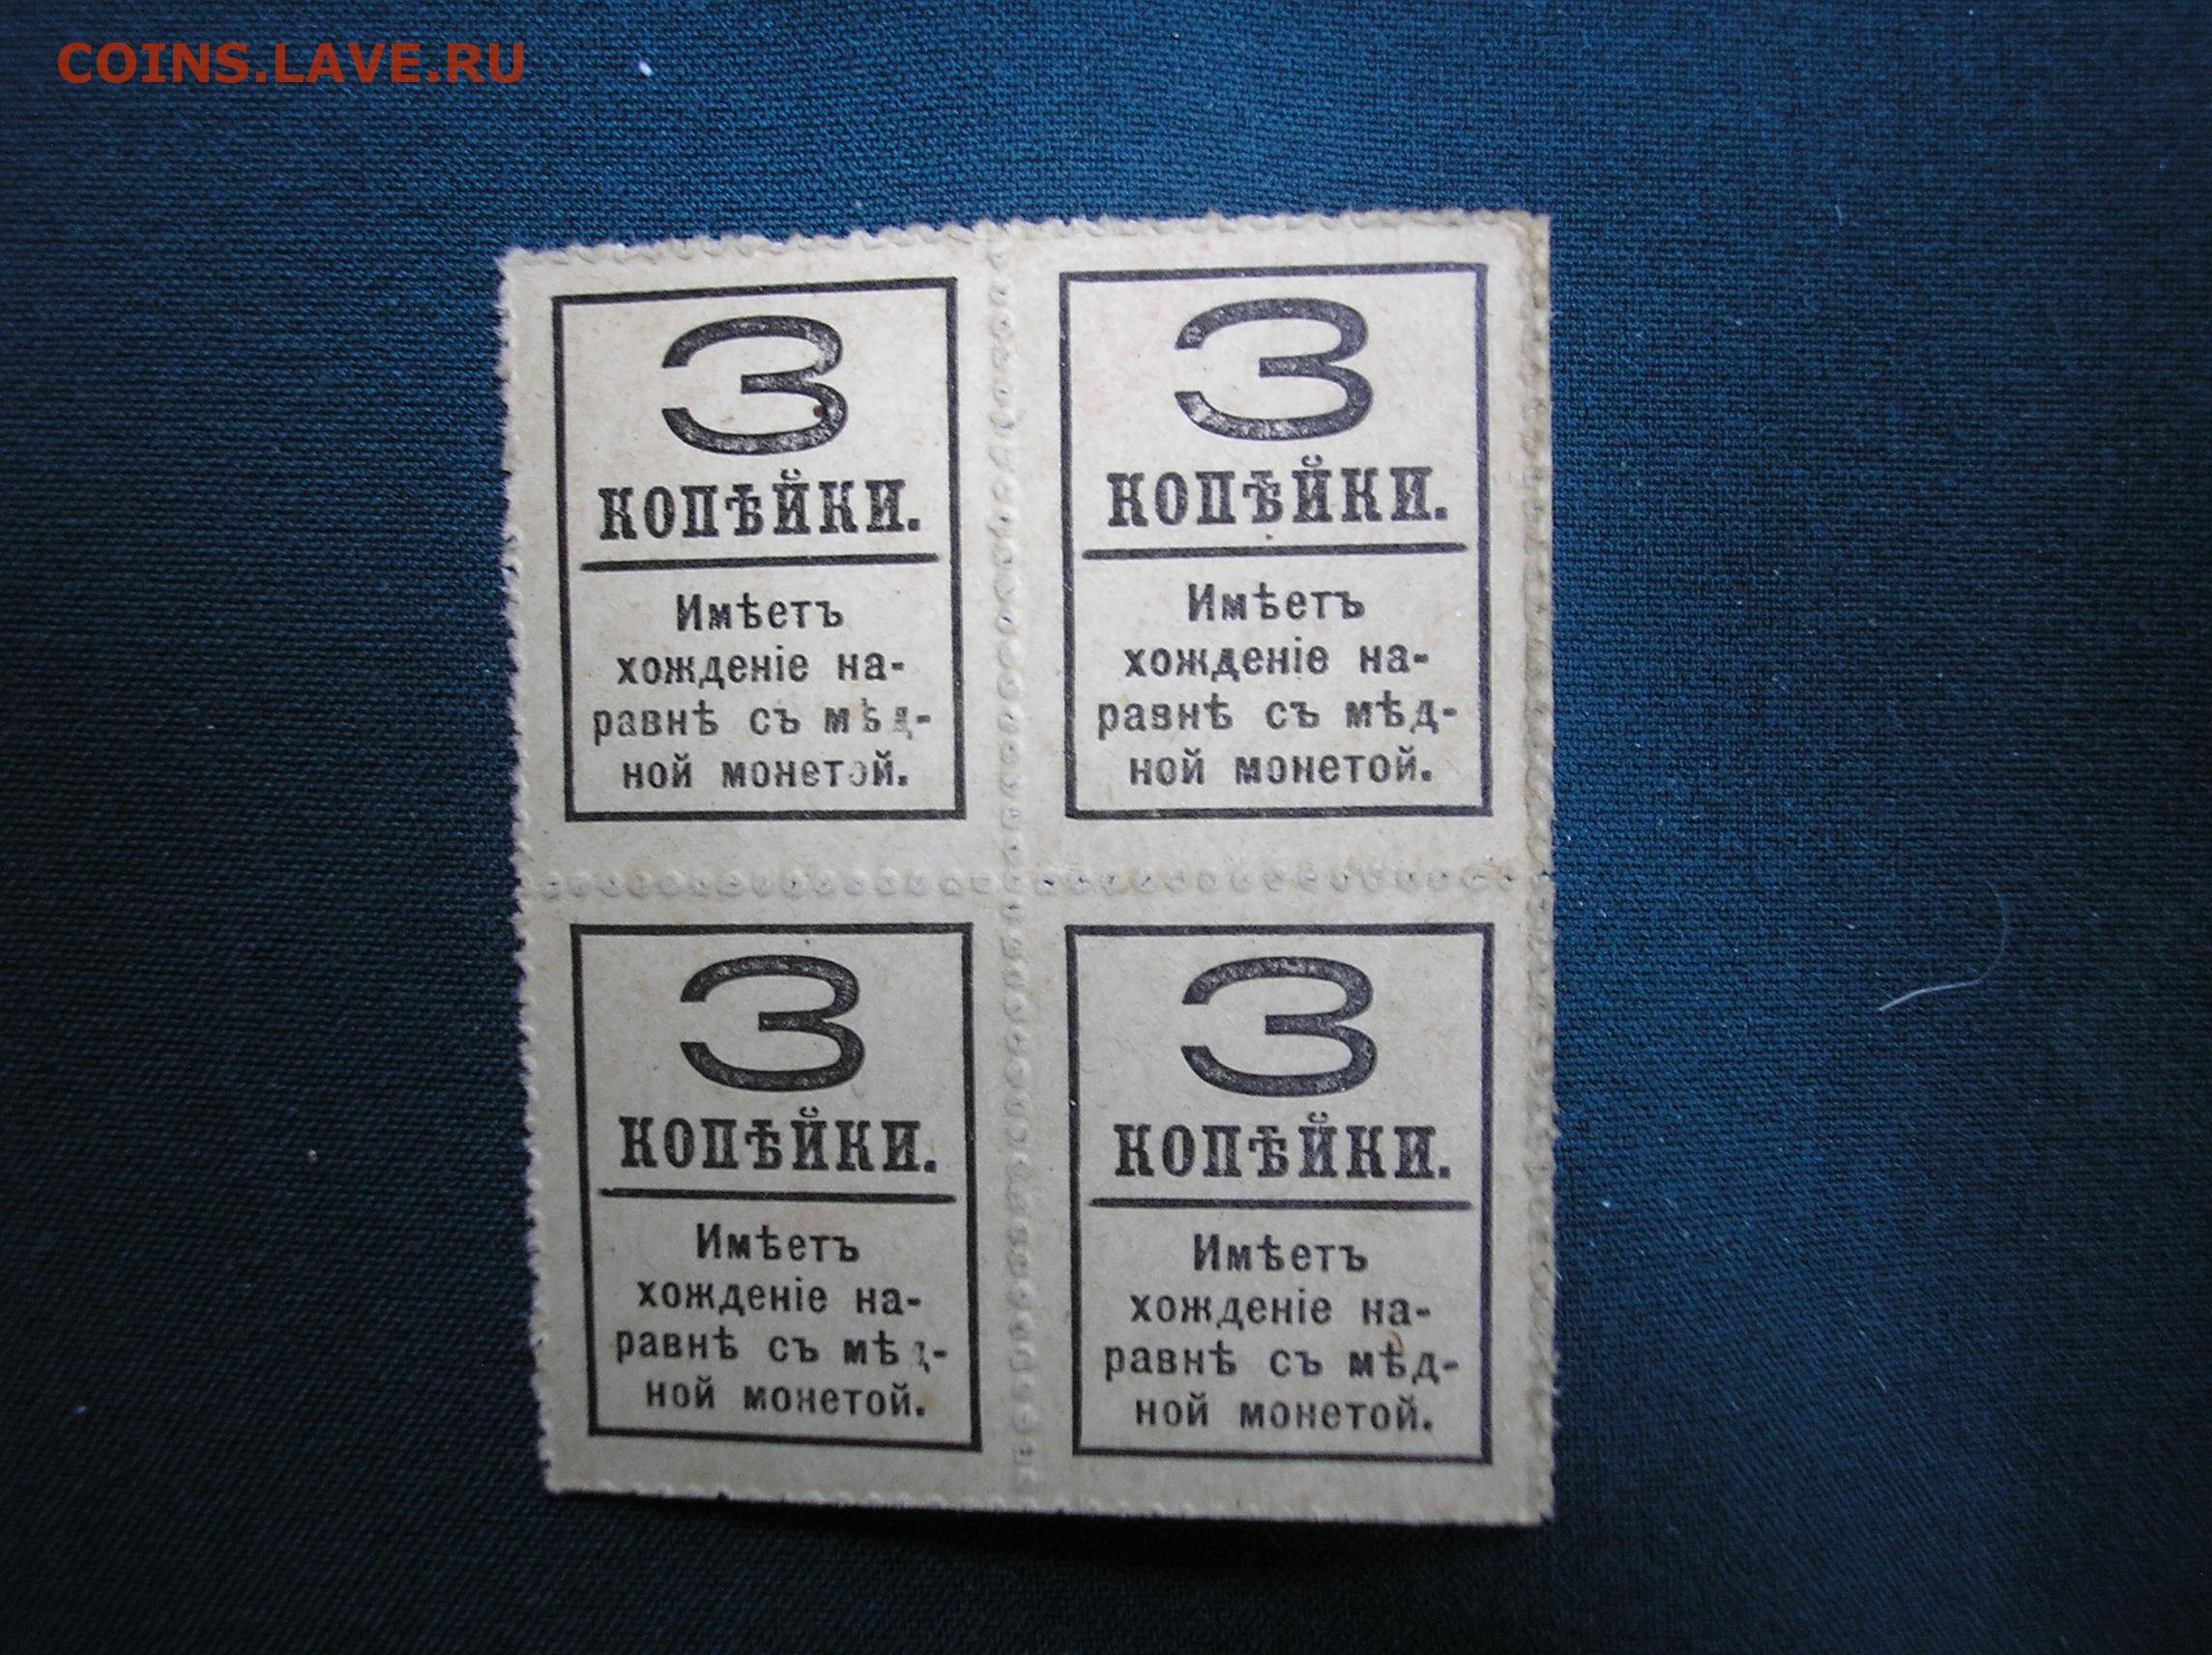 COINS.LAVE.RU
3
КОПѢЙКИ.
Имѣетъ
хожденіе на-
равнѣ съ мѣд-
ной монетой.
3
КОПѢЙКИ.
Имѣетъ
хожденіе на-
равнѣ съ мѣд-
ной монетой.
3
КОПѢЙКИ.
Имѣетъ
хожденіе на-
равнѣ съ мѣд-
ной монетой.
3
КОПѢЙКИ.
Имѣетъ
хожденіе на-
равнѣ съ мѣд-
ной монетой.